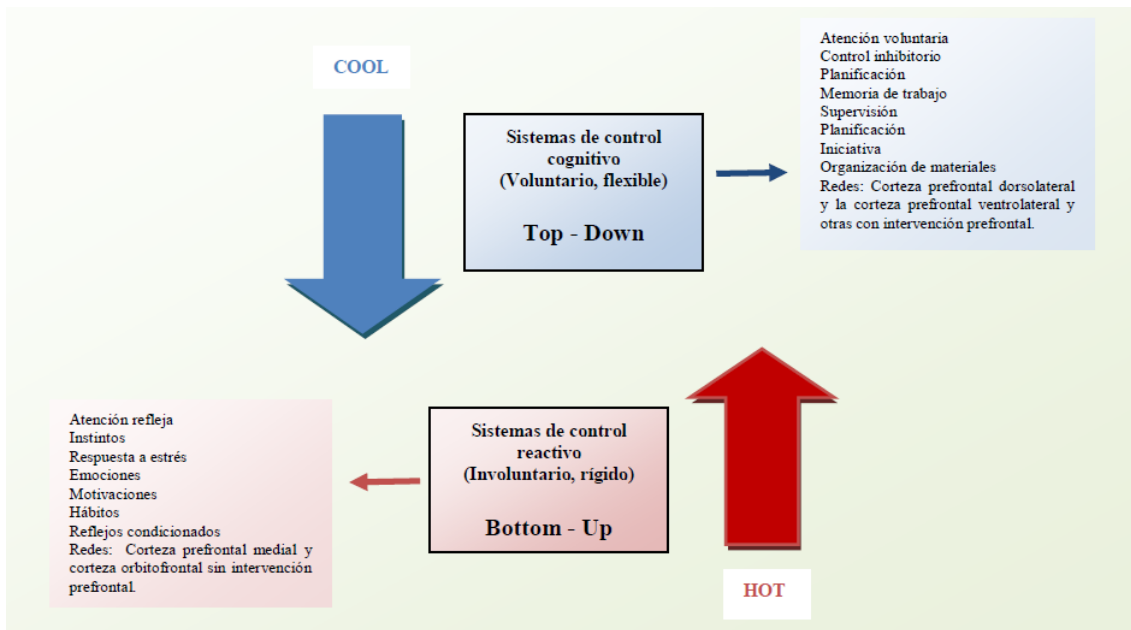 COOL
Sistemas de control
cognitivo
(Voluntario, flexible)
Top - Down
Atención voluntaria
Control inhibitorio
Planificación
Memoria de trabajo
Supervisión
Planificación
Iniciativa
Organización de materiales
Redes: Corteza prefrontal dorsolateral
y la corteza prefrontal ventrolateral y
otras con intervención prefrontal.
Atención refleja
Instintos
Respuesta a estrés
Emociones
Motivaciones
Hábitos
Reflejos condicionados
Redes: Corteza prefrontal medial y
corteza orbitofrontal sin intervención
prefrontal.
Sistemas de control
reactivo
(Involuntario, rígido)
Bottom - Up
HOT